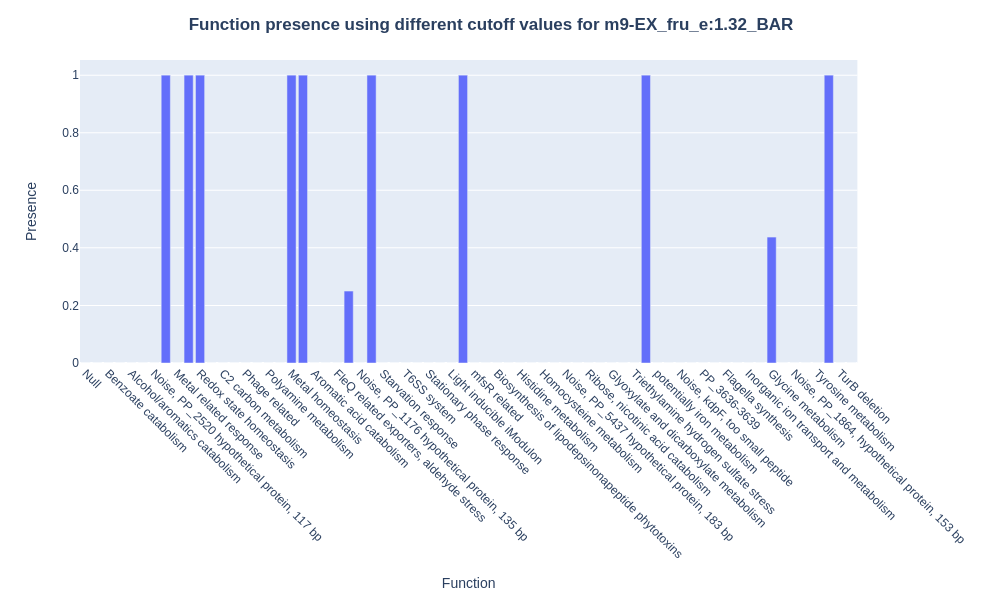 Function presence using different cutoff values for m9-EX_fru_e:1.32_BAR
Presence
1
0.8
0.6
0.4
0.2
0
Null
Benzoate catabolism
Alcohol/aromatics catabolism
Noise, PP_2520 hypothetical protein, 117 bp
Metal related response
Redox state homeostasis
C2 carbon metabolism
Phage related
Polyamine metabolism
Metal homeostasis
Aromatic acid catabolism
FleQ related exporters, aldehyde stress
Noise, PP_1176 hypothetical protein, 135 bp
Starvation response
T6SS system
Stationary phase response
Light inducible iModulon
mfsR related
Biosynthesis of lipodepsinonapeptide phytotoxins
Histidine metabolism
Homocysteine metabolism
Noise, PP_5437 hypothetical protein, 183 bp
Ribose, nicotinic acid catabolism
Glyoxylate and dicarboxylate metabolism
Triethylamine hydrogen sulfate stress
potentially iron metabolism
Noise, kdpF, too small peptide
PP_3636-3639
Flagella synthesis
Inorganic ion transport and metabolism
Glycine metabolism
Noise, PP_1864, hypothetical protein, 153 bp
Tyrosine metabolism
TurB deletion
Function